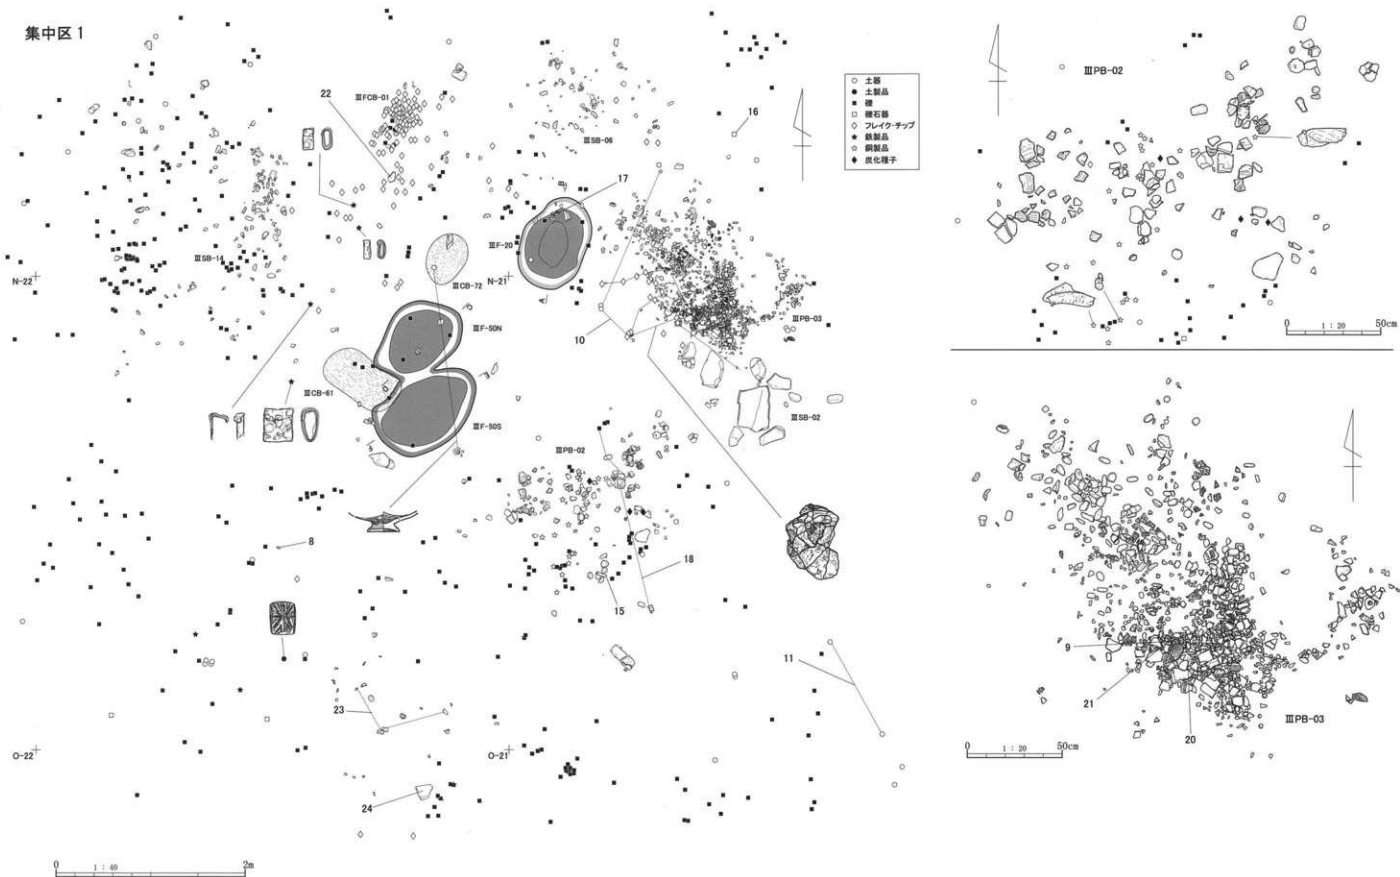 集中区1
22
ⅢFCB-01
ⅢSB-06
16
○ 土器
● 土製品
■ 礫
□ 礫石器
◇ フレイク・チップ
★ 鉄製品
☆ 銅製品
◆ 炭化種子
17
ⅢF-20
ⅢSB-14
N-22
N-21
ⅢCB-72
ⅢF-50N
10
ⅢPB-03
ⅢCB-61
ⅢSB-02
ⅢF-50S
ⅢPB-02
8
18
15
11
23
O-22
O-21
24
0 1:40 2m
ⅢPB-02
0 1:20 50cm
9
21
20
ⅢPB-03
0 1:20 50cm